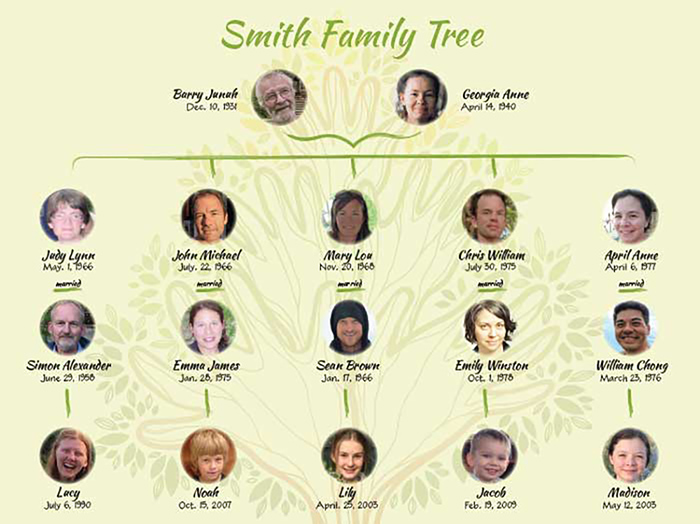 Smith Family Tree
Barry Junah
Dec. 10, 1931
Georgia Anne
April 14, 1940
Judy Lynn
May. 1, 1966
John Michael
July. 22, 1966
Mary Lou
Nov. 20, 1968
Chris William
July 30, 1975
April Anne
April 6, 1977
married
married
married
married
married
Simon Alexander
June 29, 1958
Emma James
Jan. 28, 1975
Sean Brown
Jan. 17, 1966
Emily Winston
Oct. 1, 1978
William Chong
March 23, 1976
Lucy
July 6, 1990
Noah
Oct. 15, 2007
Lily
April. 25, 2003
Jacob
Feb. 19, 2009
Madison
May 12, 2003